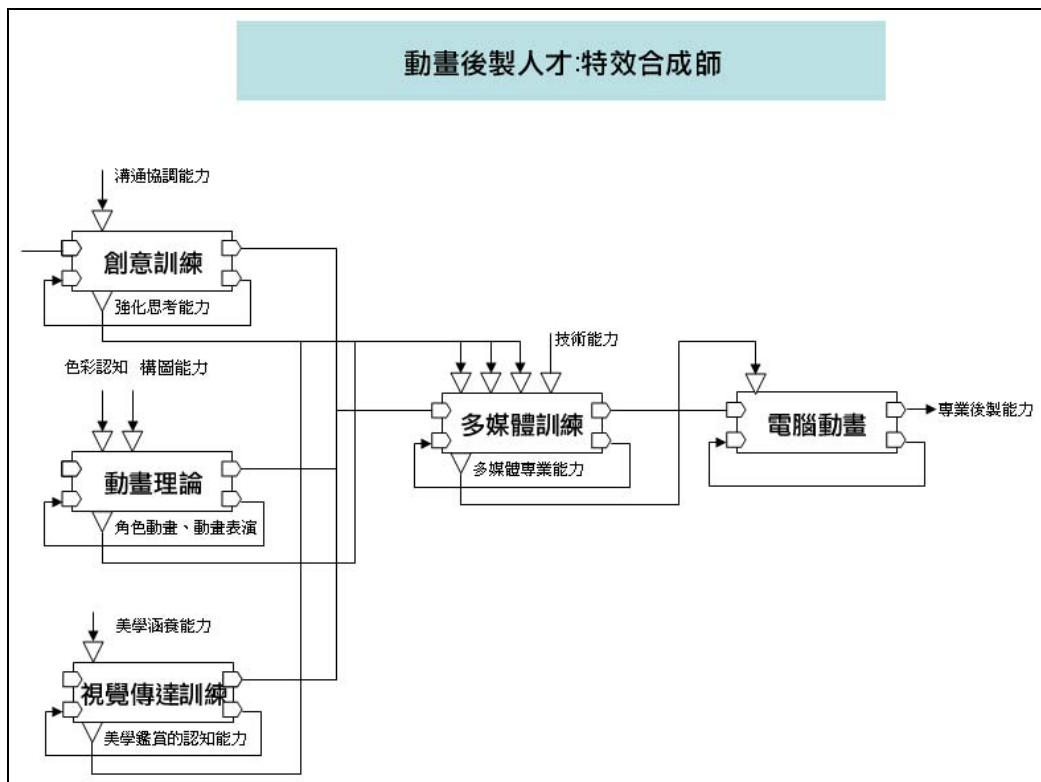 動畫後製人才:特效合成師
溝通協調能力
創意訓練
強化思考能力
色彩認知 構圖能力
技術能力
多媒體訓練
電腦動畫
專業後製能力
動畫理論
多媒體專業能力
角色動畫、動畫表演
美學涵養能力
視覺傳達訓練
美學鑑賞的認知能力